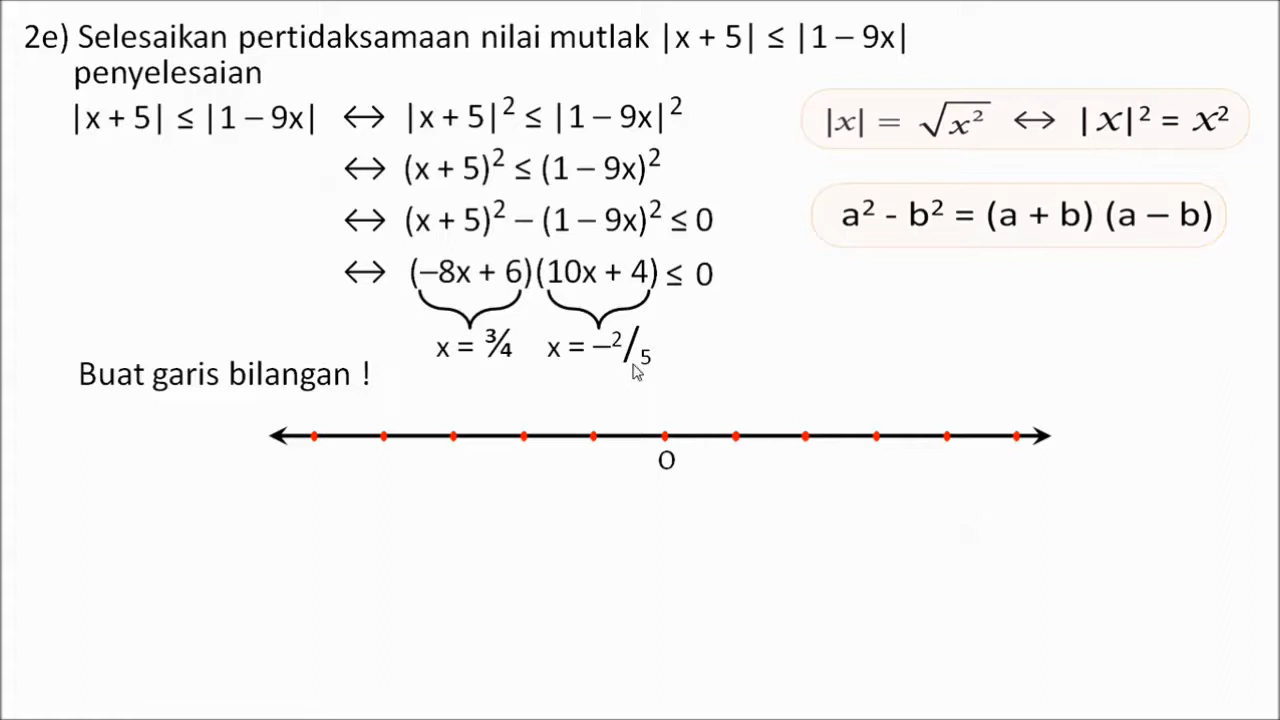 2e) Selesaikan pertidaksamaan nilai mutlak |x + 5| ≤ |1 – 9x|
penyelesaian
|x + 5| ≤ |1 – 9x| ↔ |x + 5|² ≤ |1 – 9x|²
|x| = √x² ↔ |x|² = x²
↔ (x + 5)² ≤ (1 – 9x)²
↔ (x + 5)² – (1 – 9x)² ≤ 0
a² - b² = (a + b) (a – b)
↔ (–8x + 6)(10x + 4) ≤ 0
x = ¾ x = –²/₅
Buat garis bilangan !
O